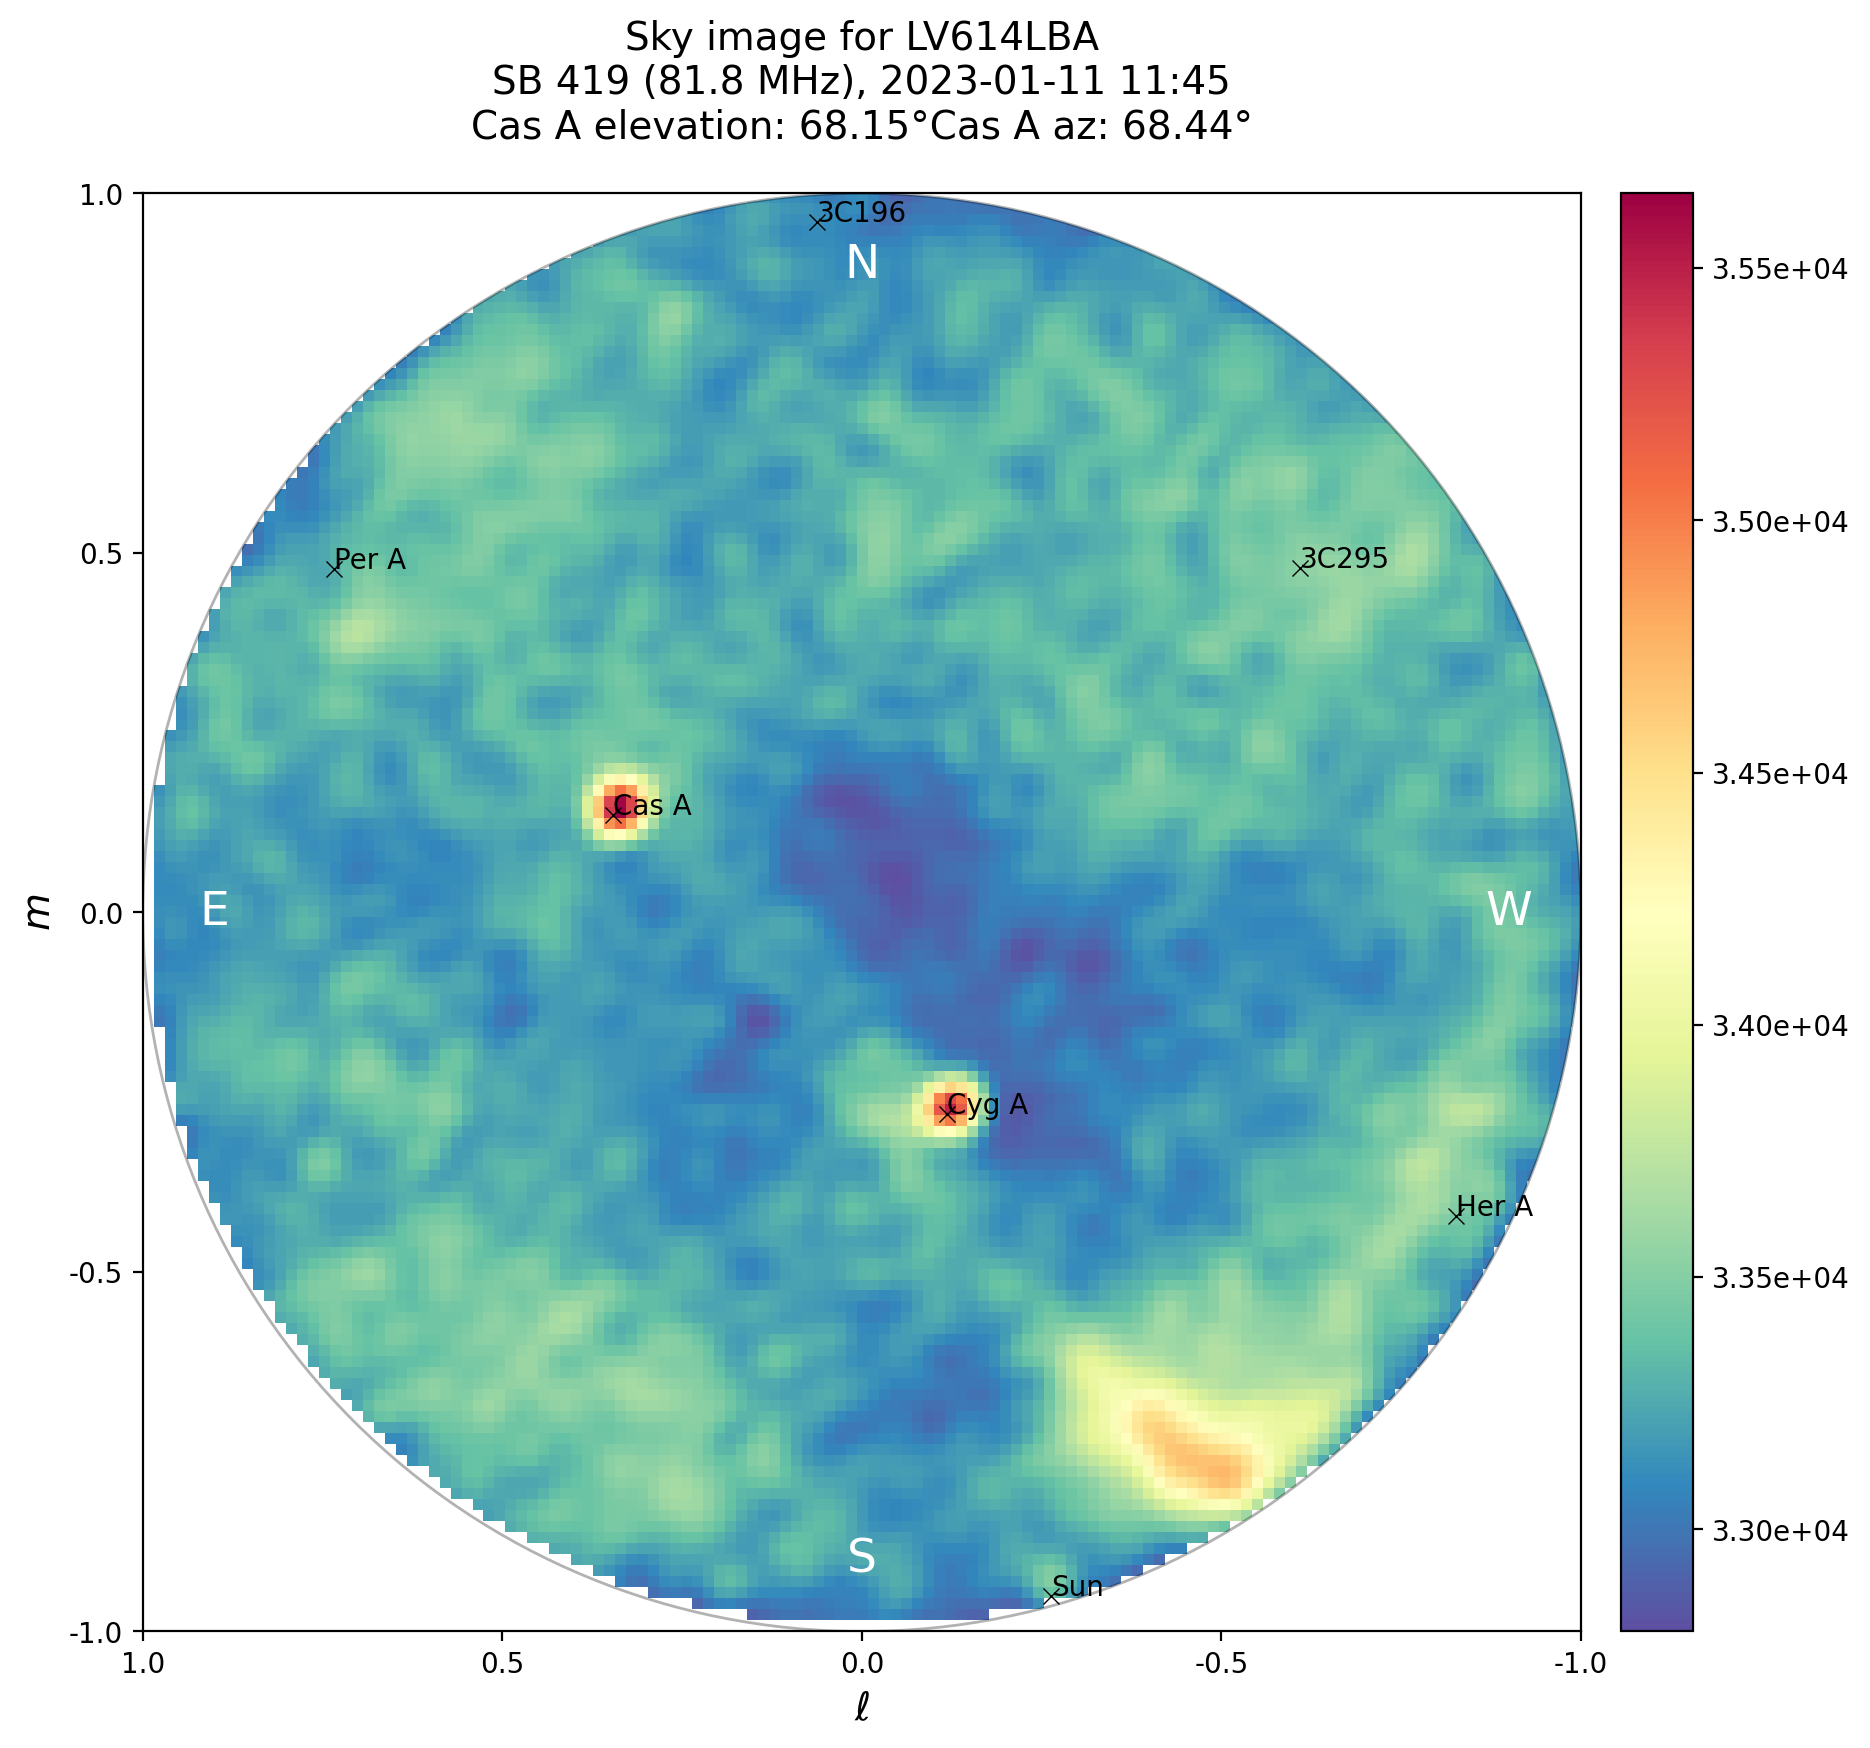 Sky image for LV614LBA
SB 419 (81.8 MHz), 2023-01-11 11:45
Cas A elevation: 68.15°Cas A az: 68.44°
1.0
3C196
N
3.55e+04
3.50e+04
0.5
Per A
3C295
3.45e+04
Cas A
m
0.0
E
W
3.40e+04
Cyg A
Her A
-0.5
3.35e+04
3.30e+04
S
Sun
-1.0
1.0 0.5 0.0 -0.5 -1.0
ℓ